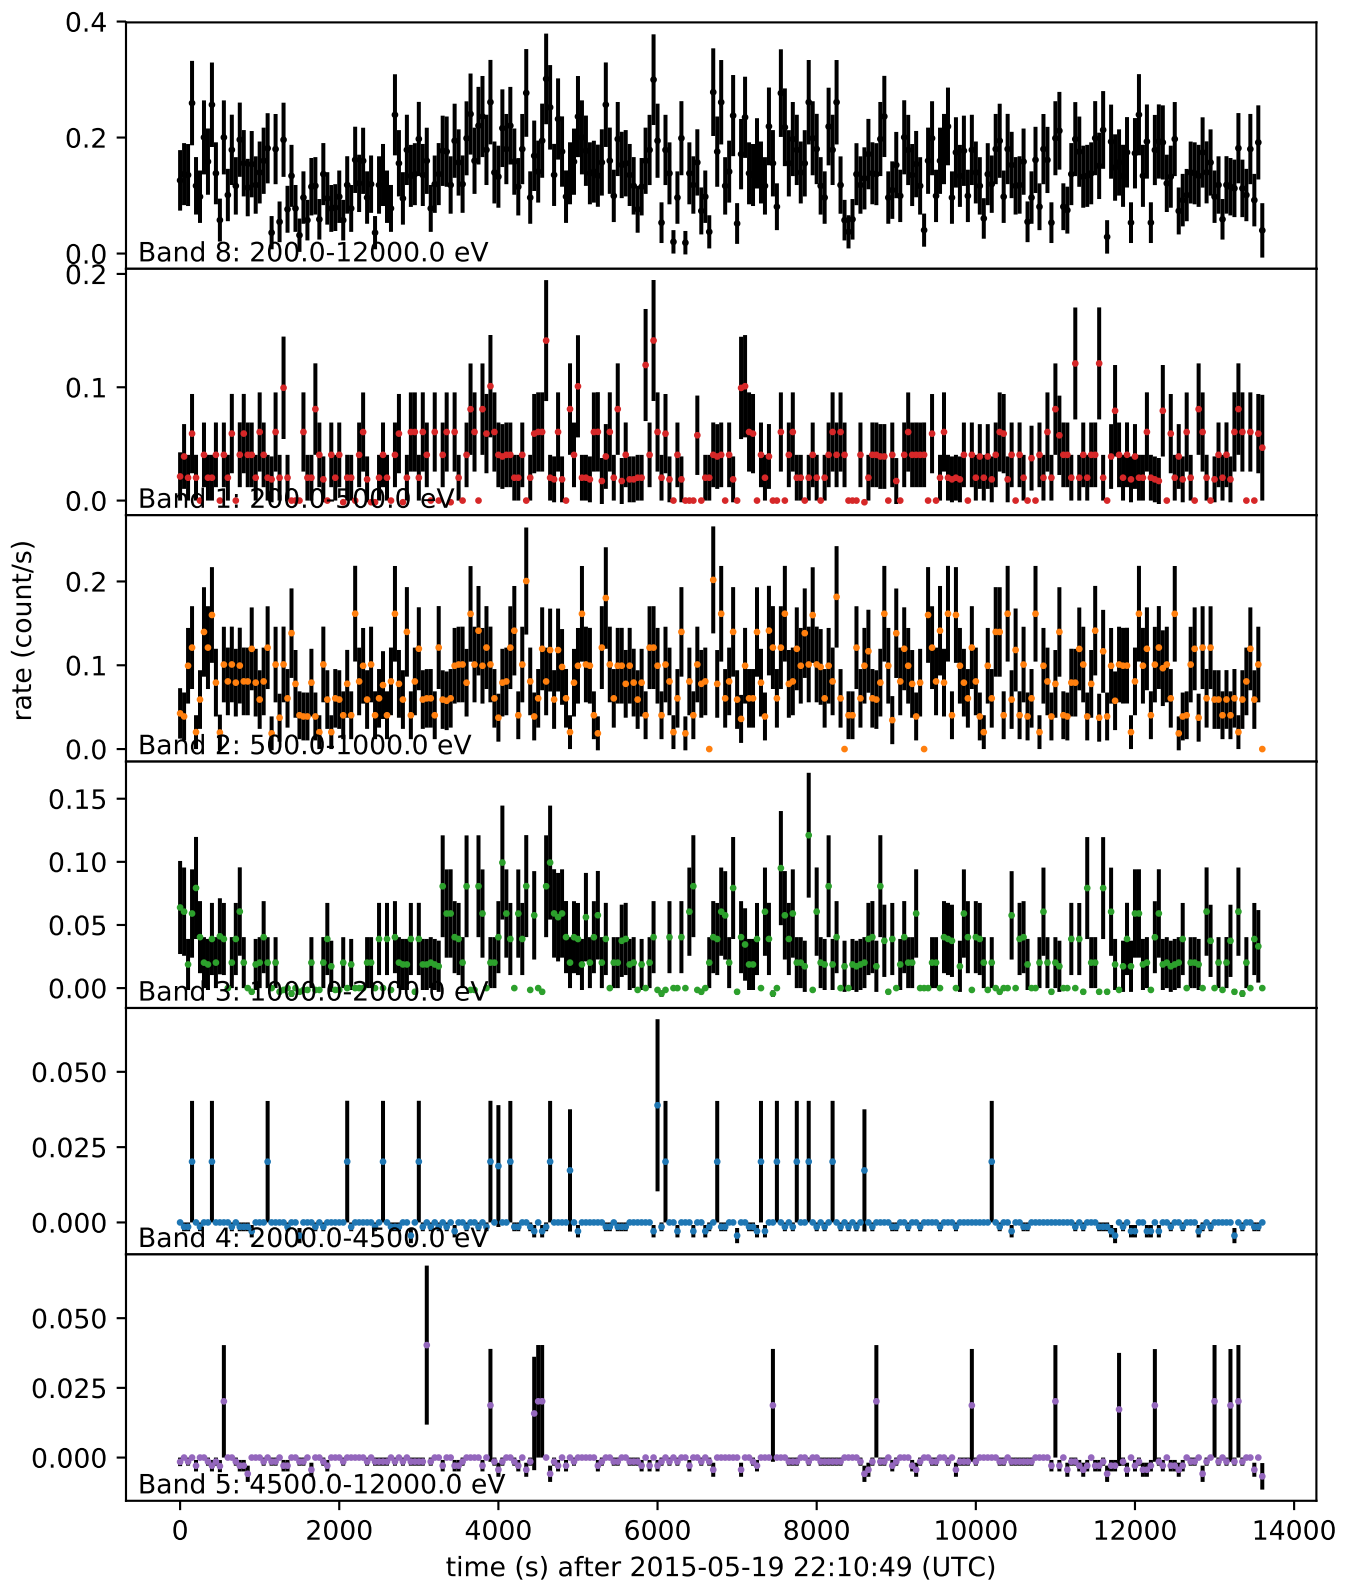 0.4
0.2
0.0
Band 8: 200.0-12000.0 eV
0.2
0.1
0.0
Band 1: 200.0-500.0 eV
rate (count/s)
0.2
0.1
0.0
Band 2: 500.0-1000.0 eV
0.15
0.10
0.05
0.00
Band 3: 1000.0-2000.0 eV
0.050
0.025
0.000
Band 4: 2000.0-4500.0 eV
0.050
0.025
0.000
Band 5: 4500.0-12000.0 eV
0 2000 4000 6000 8000 10000 12000 14000
time (s) after 2015-05-19 22:10:49 (UTC)